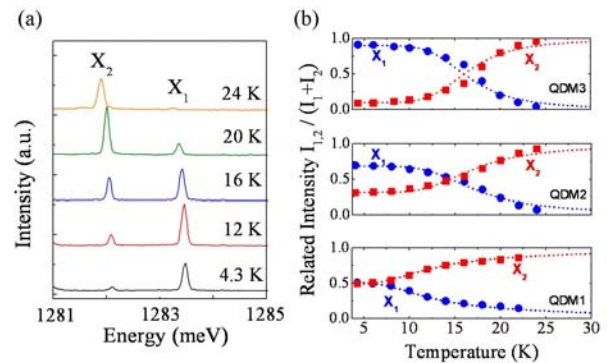 (a)
X₂
X₁
24 K
20 K
16 K
12 K
4.3 K
Intensity (a.u.)
1281 1283 1285
Energy (meV)
(b)
1.0
0.5
0.0
X₁
X₂
QDM3
1.0
0.5
0.0
X₁
X₂
QDM2
1.0
0.5
0.0
X₁
X₂
QDM1
Related Intensity I₁,₂ / (I₁+I₂)
5 10 15 20 25 30
Temperature (K)